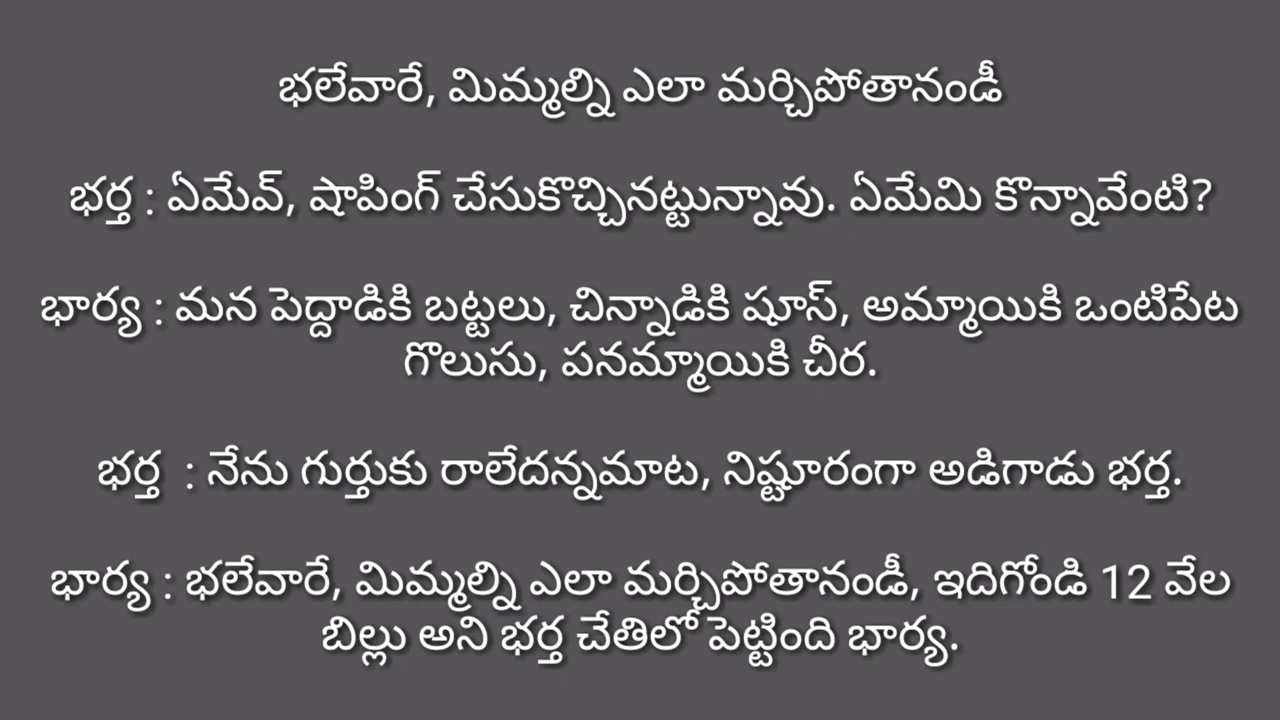 భలేవారే, మిమ్మల్ని ఎలా మర్చిపోతానండీ
భర్త : ఏమేవ్, షాపింగ్ చేసుకొచ్చినట్టున్నావు. ఏమేమి కొన్నావేంటి?
భార్య : మన పెద్దాడికి బట్టలు, చిన్నాడికి షూస్, అమ్మాయికి ఒంటిపేట
గొలుసు, పనమ్మాయికి చీర.
భర్త  : నేను గుర్తుకు రాలేదన్నమాట, నిష్టూరంగా అడిగాడు భర్త.
భార్య : భలేవారే, మిమ్మల్ని ఎలా మర్చిపోతానండీ, ఇదిగోండి 12 వేల
బిల్లు అని భర్త చేతిలో పెట్టింది భార్య.